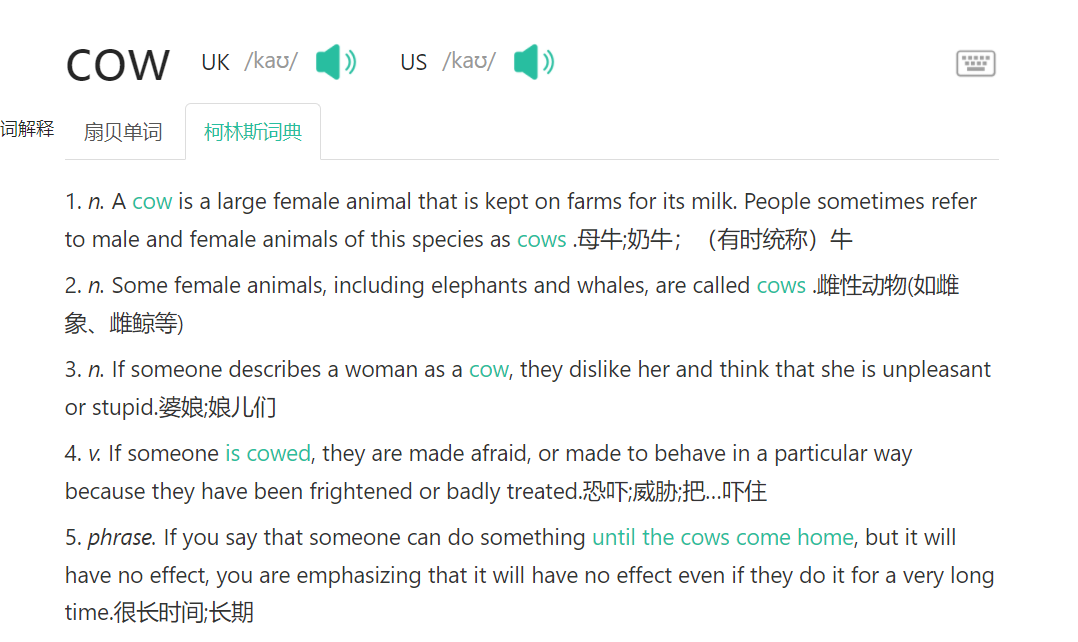 cow UK /kaʊ/ US /kaʊ/
词解释 扇贝单词 柯林斯词典
1. n. A cow is a large female animal that is kept on farms for its milk. People sometimes refer
to male and female animals of this species as cows .母牛;奶牛；（有时统称）牛
2. n. Some female animals, including elephants and whales, are called cows .雌性动物(如雌
象、雌鲸等)
3. n. If someone describes a woman as a cow, they dislike her and think that she is unpleasant
or stupid.婆娘;娘儿们
4. v. If someone is cowed, they are made afraid, or made to behave in a particular way
because they have been frightened or badly treated.恐吓;威胁;把…吓住
5. phrase. If you say that someone can do something until the cows come home, but it will
have no effect, you are emphasizing that it will have no effect even if they do it for a very long
time.很长时间;长期